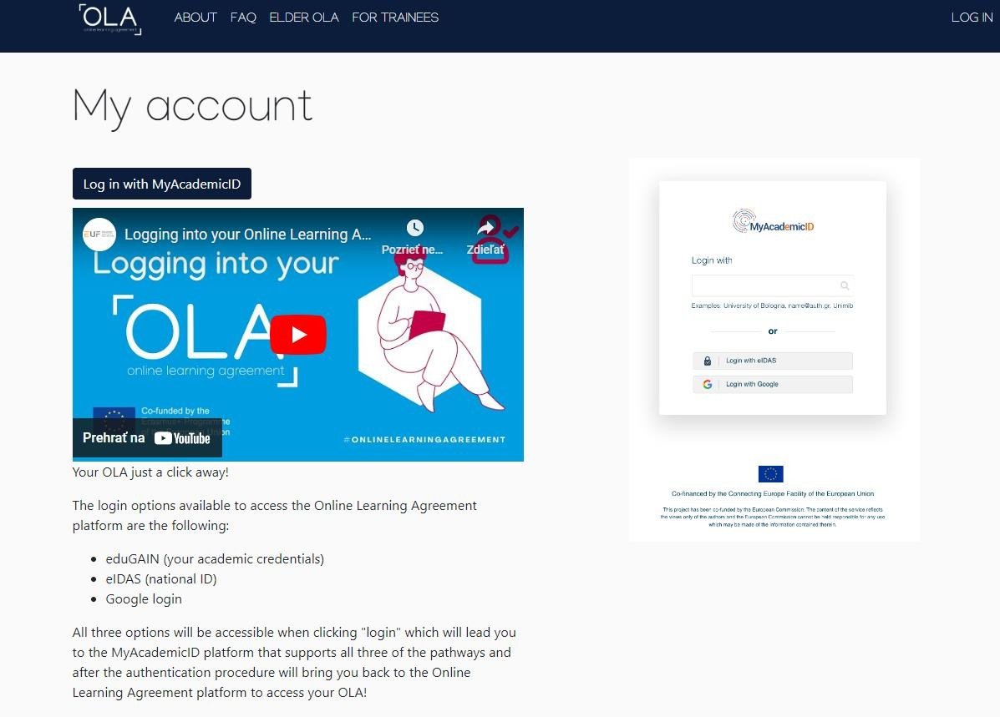 OLA
online learning agreement
ABOUT FAQ ELDER OLA FOR TRAINEES
LOG IN
My account
Log in with MyAcademicID
EUF
Logging into your Online Learning A...
Pozrieť ne...
Zdieľať
Logging into your
OLA
online learning agreement
Co-funded by the
Erasmus+ Programme
of the European Union
Prehrať na YouTube
#ONLINELEARNINGAGREEMENT
Your OLA just a click away!
The login options available to access the Online Learning Agreement
platform are the following:
• eduGAIN (your academic credentials)
• eIDAS (national ID)
• Google login
All three options will be accessible when clicking "login" which will lead you
to the MyAcademicID platform that supports all three of the pathways and
after the authentication procedure will bring you back to the Online
Learning Agreement platform to access your OLA!
MyAcademicID
Login with
Examples: University of Bologna, name@auth.gr, Unimib
or
Login with eIDAS
Login with Google
Co-financed by the Connecting Europe Facility of the European Union
This project has been co-funded by the European Commission. The content of the service reflects
the views only of the authors and the European Commission cannot be held responsible for any use
which may be made of the information contained therein.